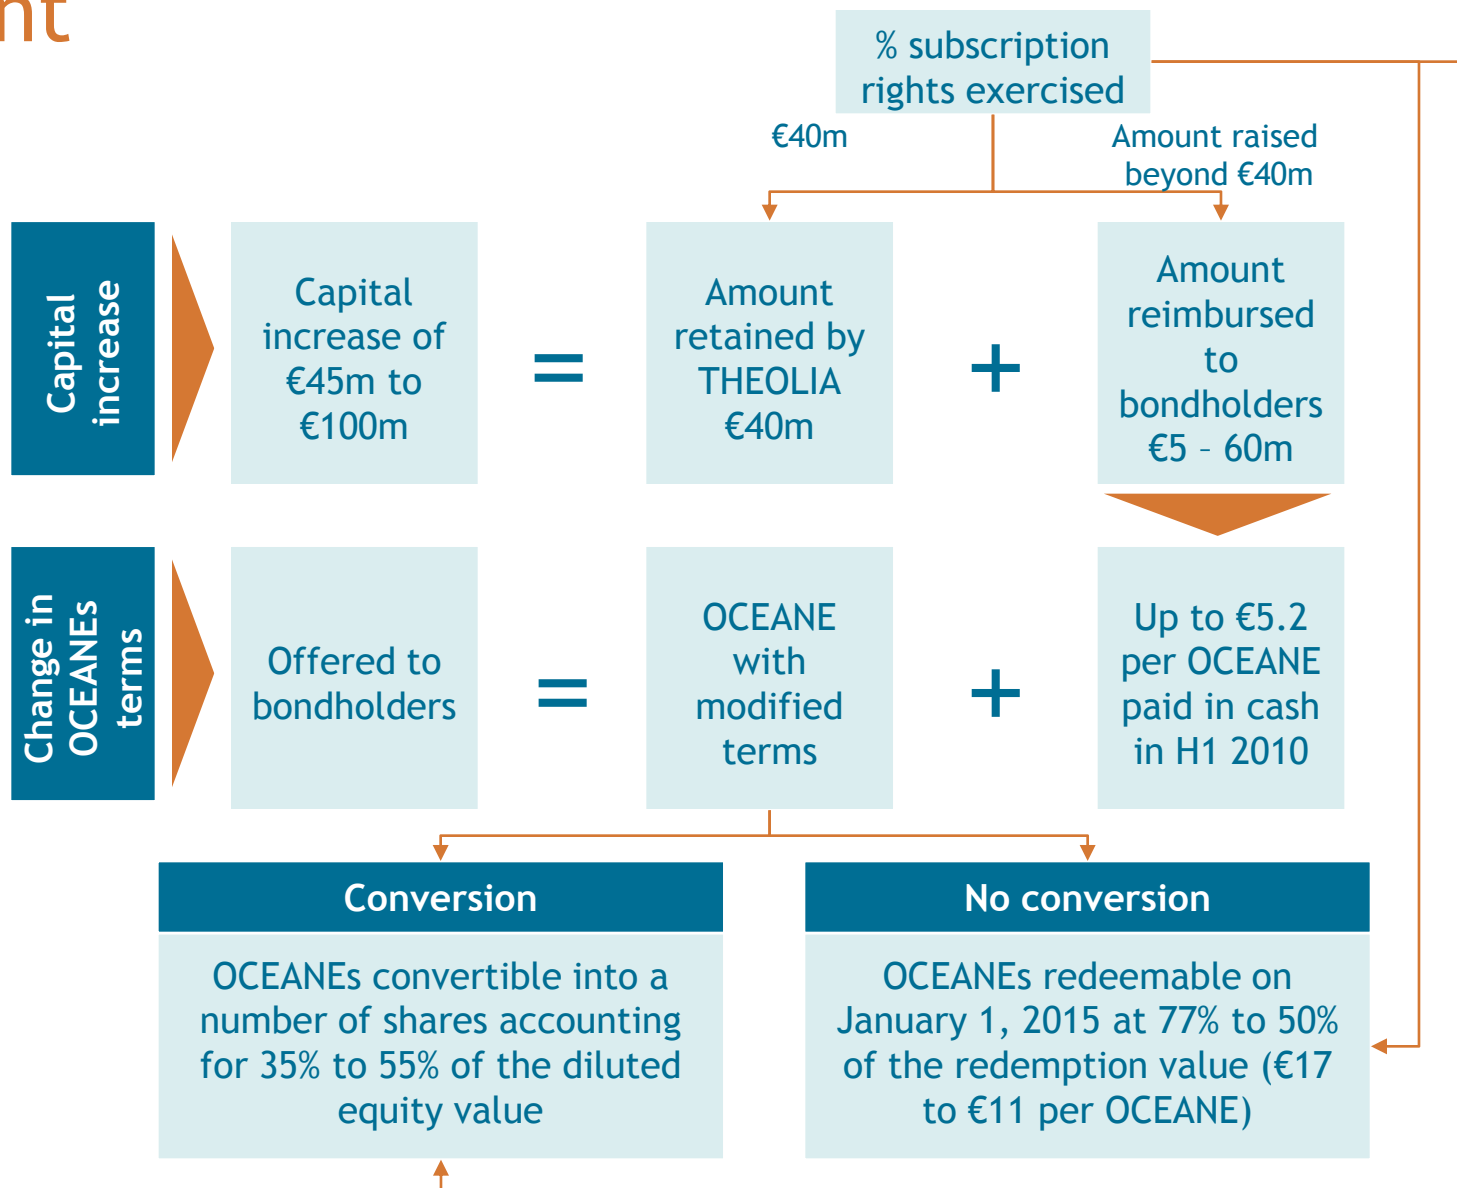 nt
% subscription
rights exercised
€40m
Amount raised
beyond €40m
Capital
increase
Capital
increase of
€45m to
€100m
=
Amount
retained by
THEOLIA
€40m
+
Amount
reimbursed
to
bondholders
€5 – 60m
Change in
OCEANEs
terms
Offered to
bondholders
=
OCEANE
with
modified
terms
+
Up to €5.2
per OCEANE
paid in cash
in H1 2010
Conversion
OCEANEs convertible into a
number of shares accounting
for 35% to 55% of the diluted
equity value
No conversion
OCEANEs redeemable on
January 1, 2015 at 77% to 50%
of the redemption value (€17
to €11 per OCEANE)